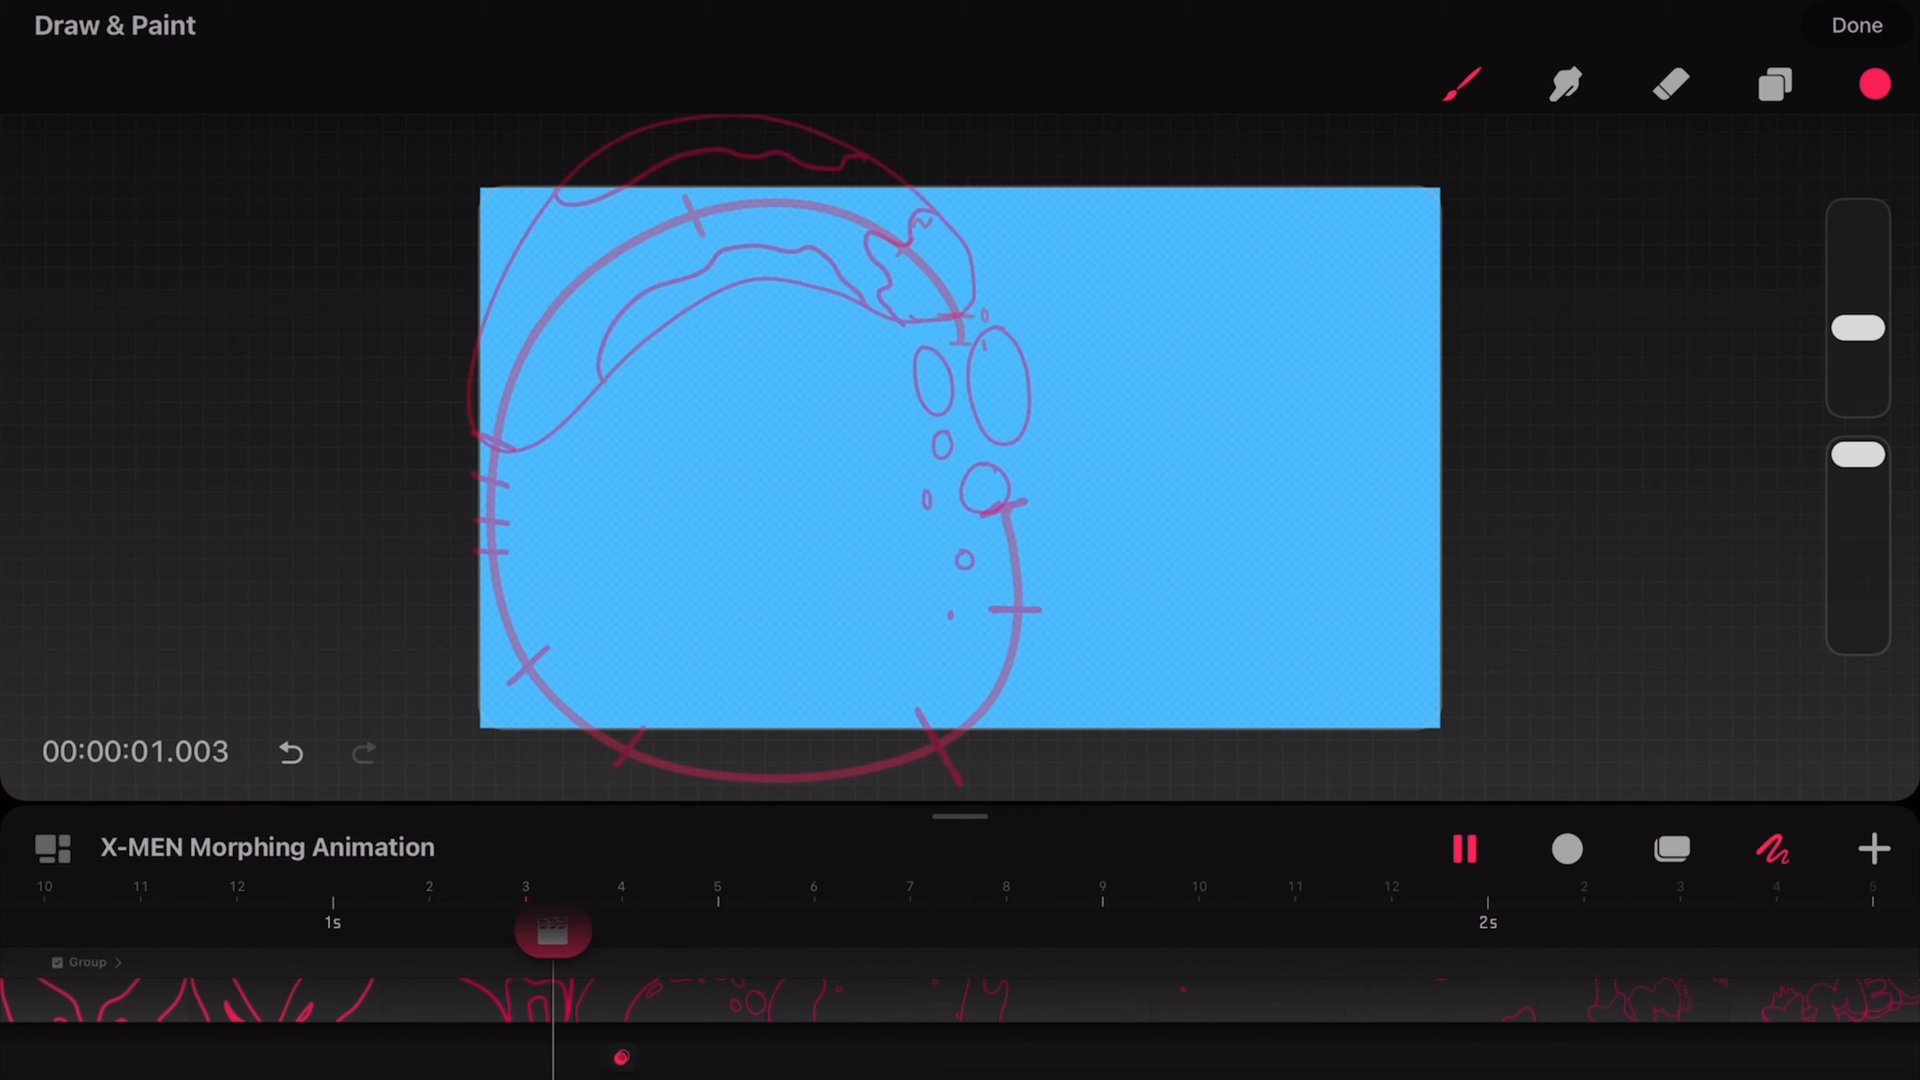 Draw & Paint
Done
00:00:01.003
X-MEN Morphing Animation
10 11 12 2 3 4 5 6 7 8 9 10 11 12 2 3 4 5
1s 2s
Group